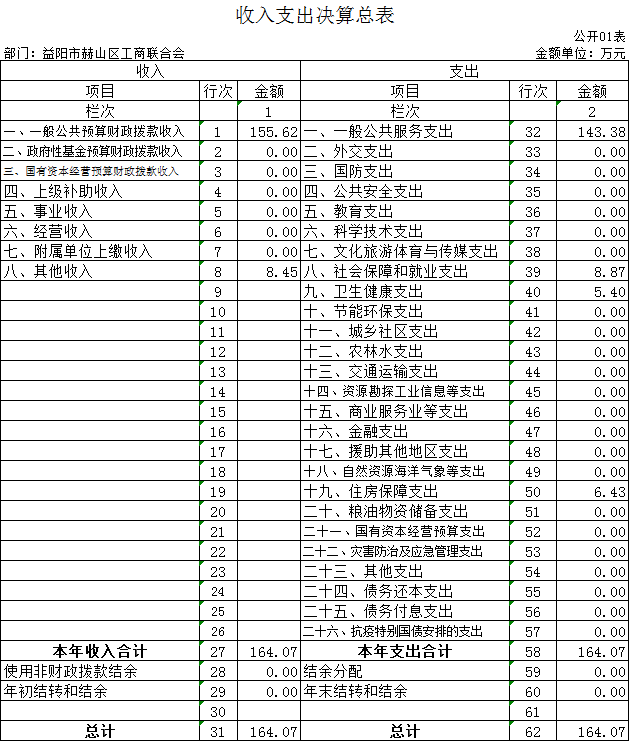 收入支出决算总表
公开01表
部门：益阳市赫山区工商联合会 金额单位：万元
收入 支出
项目 行次 金额 项目 行次 金额
栏次 1 栏次 2
一、一般公共预算财政拨款收入 1 155.62 一、一般公共服务支出 32 143.38
二、政府性基金预算财政拨款收入 2 0.00 二、外交支出 33 0.00
三、国有资本经营预算财政拨款收入 3 0.00 三、国防支出 34 0.00
四、上级补助收入 4 0.00 四、公共安全支出 35 0.00
五、事业收入 5 0.00 五、教育支出 36 0.00
六、经营收入 6 0.00 六、科学技术支出 37 0.00
七、附属单位上缴收入 7 0.00 七、文化旅游体育与传媒支出 38 0.00
八、其他收入 8 8.45 八、社会保障和就业支出 39 8.87
9 九、卫生健康支出 40 5.40
10 十、节能环保支出 41 0.00
11 十一、城乡社区支出 42 0.00
12 十二、农林水支出 43 0.00
13 十三、交通运输支出 44 0.00
14 十四、资源勘探工业信息等支出 45 0.00
15 十五、商业服务业等支出 46 0.00
16 十六、金融支出 47 0.00
17 十七、援助其他地区支出 48 0.00
18 十八、自然资源海洋气象等支出 49 0.00
19 十九、住房保障支出 50 6.43
20 二十、粮油物资储备支出 51 0.00
21 二十一、国有资本经营预算支出 52 0.00
22 二十二、灾害防治及应急管理支出 53 0.00
23 二十三、其他支出 54 0.00
24 二十四、债务还本支出 55 0.00
25 二十五、债务付息支出 56 0.00
26 二十六、抗疫特别国债安排的支出 57 0.00
本年收入合计 27 164.07 本年支出合计 58 164.07
使用非财政拨款结余 28 0.00 结余分配 59 0.00
年初结转和结余 29 0.00 年末结转和结余 60 0.00
30 61
总计 31 164.07 总计 62 164.07